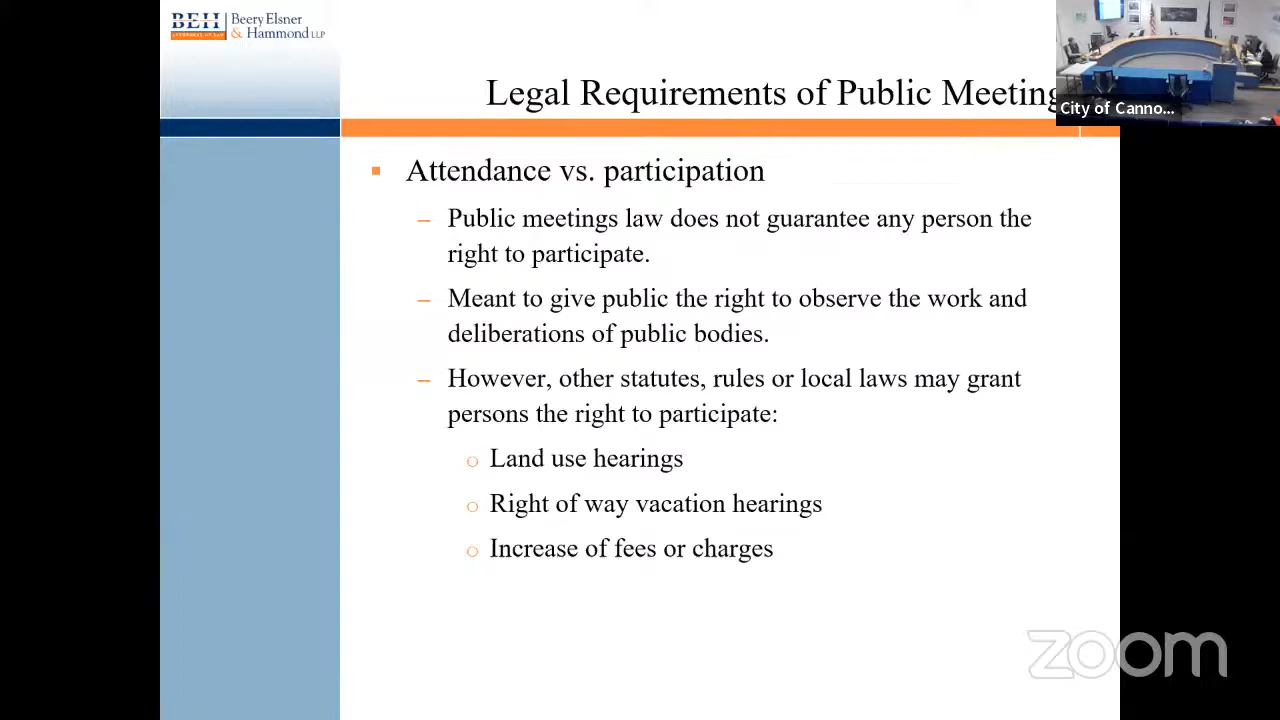 BEH
Beery Elsner
& Hammond LLP
Legal Requirements of Public Meeting
City of Canno...
Attendance vs. participation
– Public meetings law does not guarantee any person the
right to participate.
– Meant to give public the right to observe the work and
deliberations of public bodies.
– However, other statutes, rules or local laws may grant
persons the right to participate:
Land use hearings
Right of way vacation hearings
Increase of fees or charges
zoom